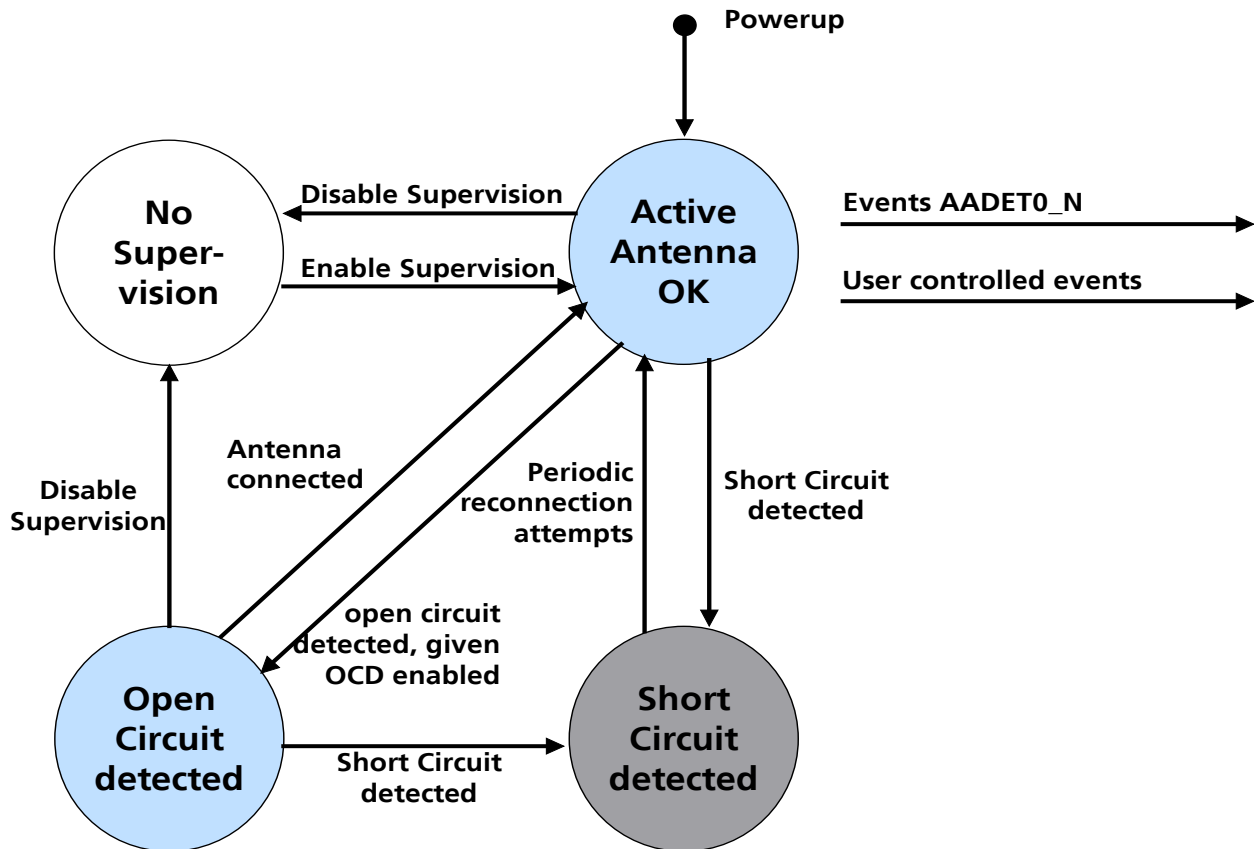 Powerup
No
Super-
vision
Disable Supervision
Enable Supervision
Active
Antenna
OK
Events AADET0_N
User controlled events
Disable
Supervision
Antenna
connected
Periodic
reconnection
attempts
Short Circuit
detected
open circuit
detected, given
OCD enabled
Open
Circuit
detected
Short Circuit
detected
Short
Circuit
detected